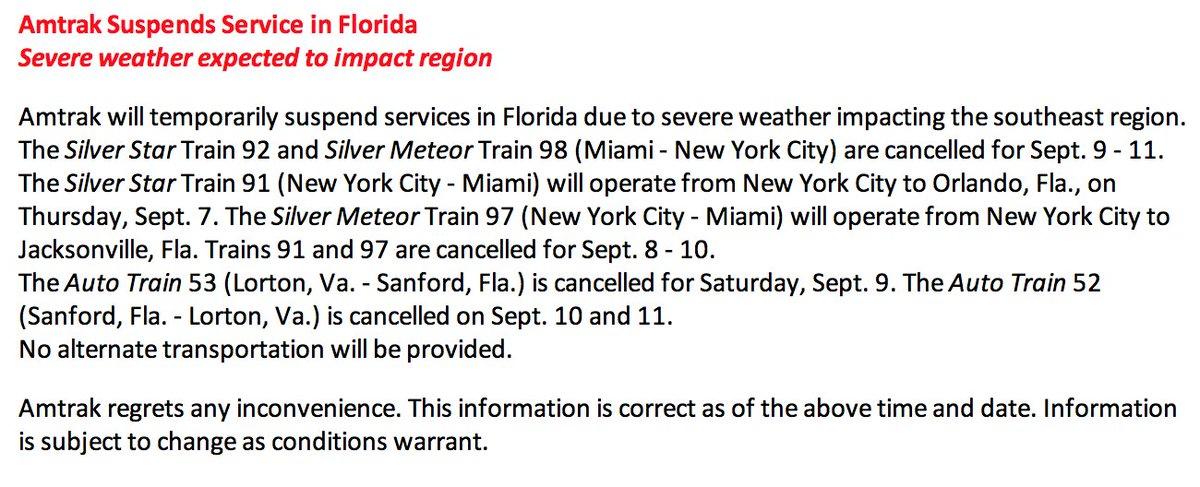 Amtrak Suspends Service in Florida
Severe weather expected to impact region
Amtrak will temporarily suspend services in Florida due to severe weather impacting the southeast region.
The Silver Star Train 92 and Silver Meteor Train 98 (Miami - New York City) are cancelled for Sept. 9 - 11.
The Silver Star Train 91 (New York City - Miami) will operate from New York City to Orlando, Fla., on
Thursday, Sept. 7. The Silver Meteor Train 97 (New York City - Miami) will operate from New York City to
Jacksonville, Fla. Trains 91 and 97 are cancelled for Sept. 8 - 10.
The Auto Train 53 (Lorton, Va. - Sanford, Fla.) is cancelled for Saturday, Sept. 9. The Auto Train 52
(Sanford, Fla. - Lorton, Va.) is cancelled on Sept. 10 and 11.
No alternate transportation will be provided.
Amtrak regrets any inconvenience. This information is correct as of the above time and date. Information
is subject to change as conditions warrant.